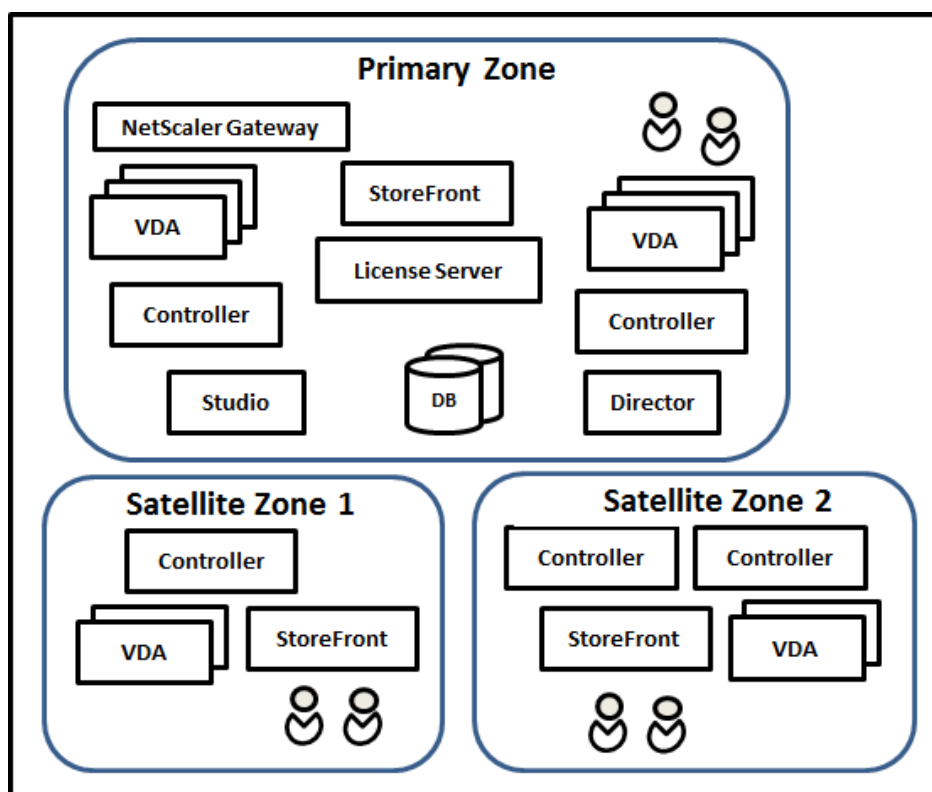 Primary Zone
NetScaler Gateway
StoreFront
VDA
VDA
License Server
Controller
Controller
Studio
DB
Director
Satellite Zone 1
Controller
VDA
StoreFront
Satellite Zone 2
Controller
Controller
StoreFront
VDA